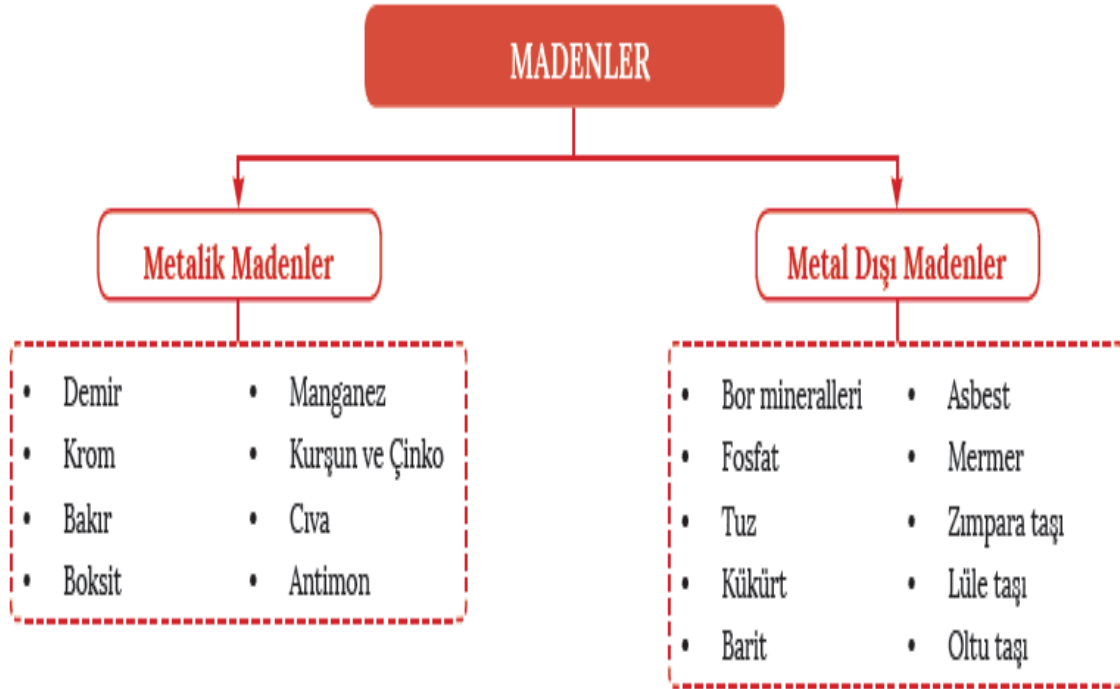 MADENLER
Metalik Madenler
• Demir
• Krom
• Bakır
• Boksit
• Manganez
• Kurşun ve Çinko
• Cıva
• Antimon
Metal Dışı Madenler
• Bor mineralleri
• Fosfat
• Tuz
• Kükürt
• Barit
• Asbest
• Mermer
• Zımpara taşı
• Lüle taşı
• Oltu taşı